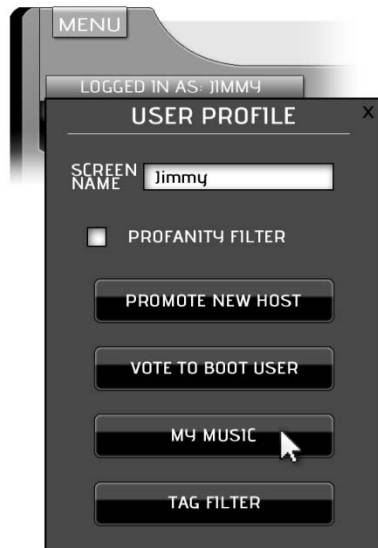 MENU
LOGGED IN AS: JIMMY
USER PROFILE
X
SCREEN
NAME
Jimmy
PROFANITY FILTER
PROMOTE NEW HOST
VOTE TO BOOT USER
MY MUSIC
TAG FILTER